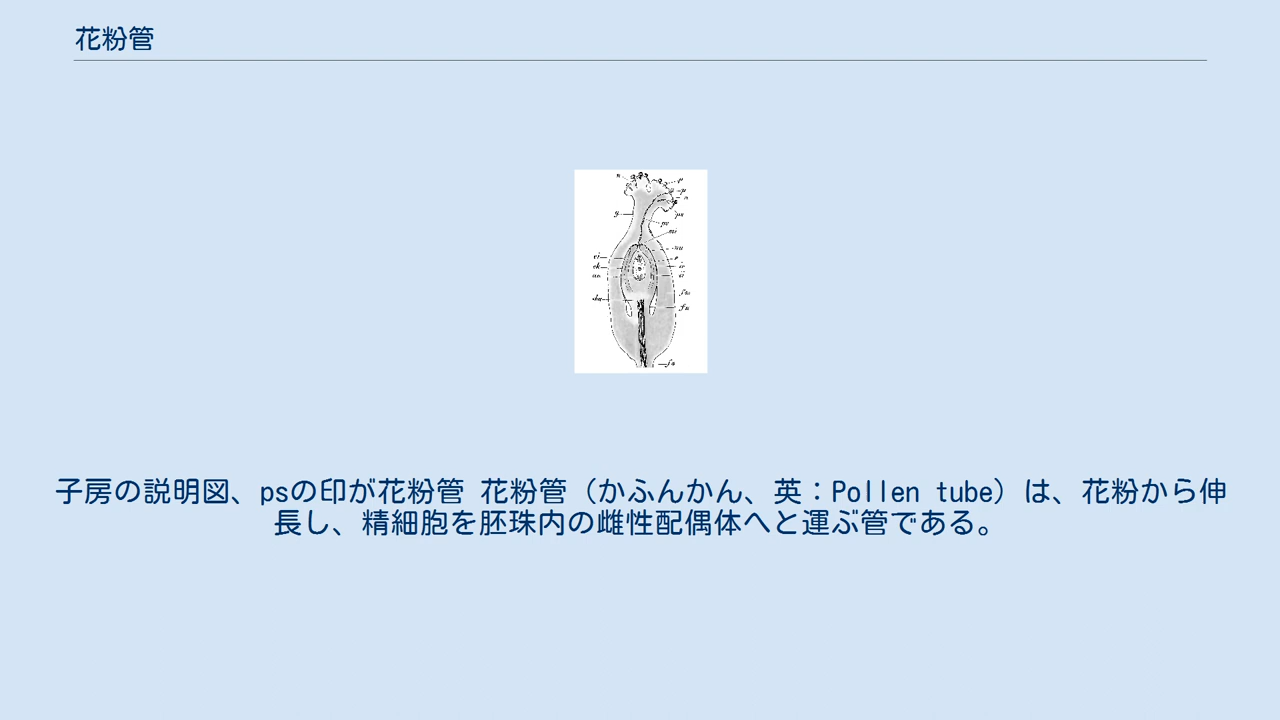 花粉管
子房の説明図、psの印が花粉管 花粉管（かふんかん、英：Pollen tube）は、花粉から伸
長し、精細胞を胚珠内の雌性配偶体へと運ぶ管である。